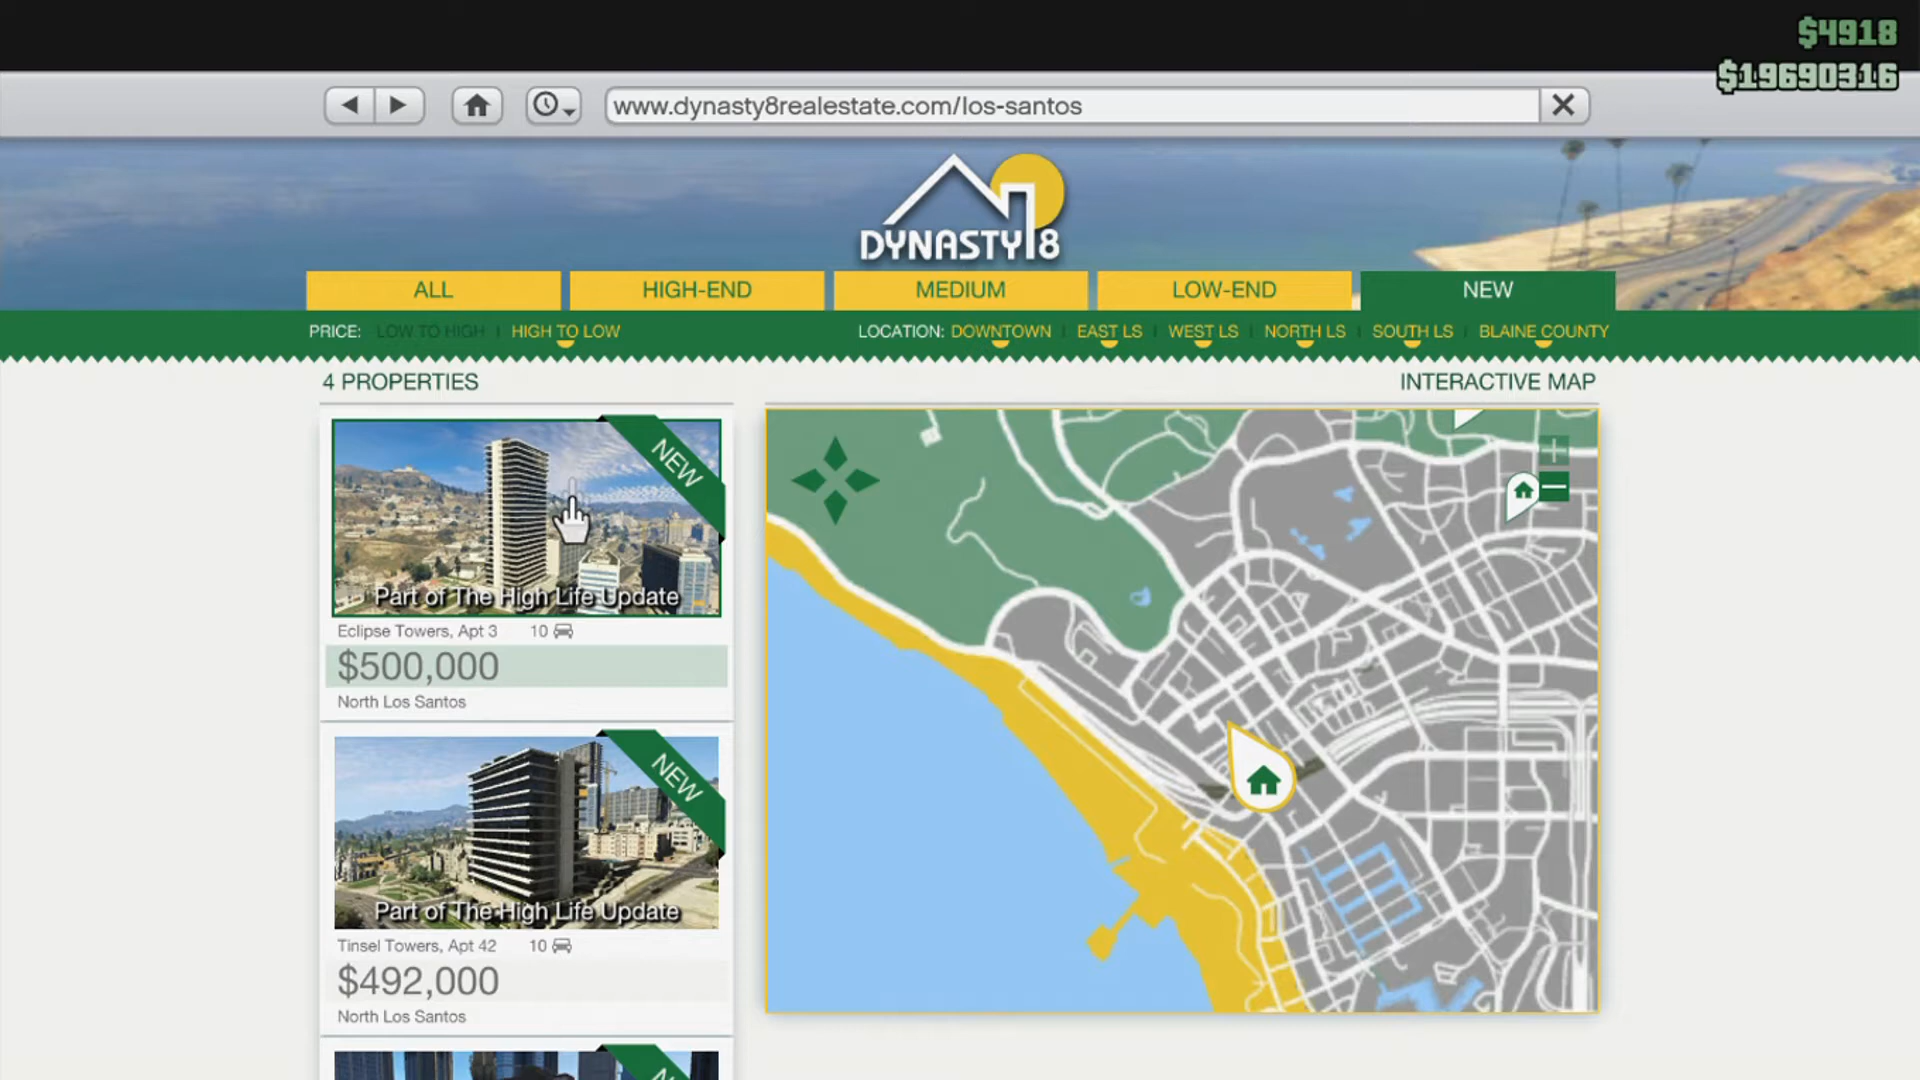 $4918
$19690316
www.dynasty8realestate.com/los-santos
DYNASTY 8
ALL
HIGH-END
MEDIUM
LOW-END
NEW
PRICE: LOW TO HIGH HIGH TO LOW
LOCATION: DOWNTOWN EAST LS WEST LS NORTH LS SOUTH LS BLAINE COUNTY
4 PROPERTIES
INTERACTIVE MAP
NEW
Part of The High Life Update
Eclipse Towers, Apt 3 10
$500,000
North Los Santos
NEW
Part of The High Life Update
Tinsel Towers, Apt 42 10
$492,000
North Los Santos